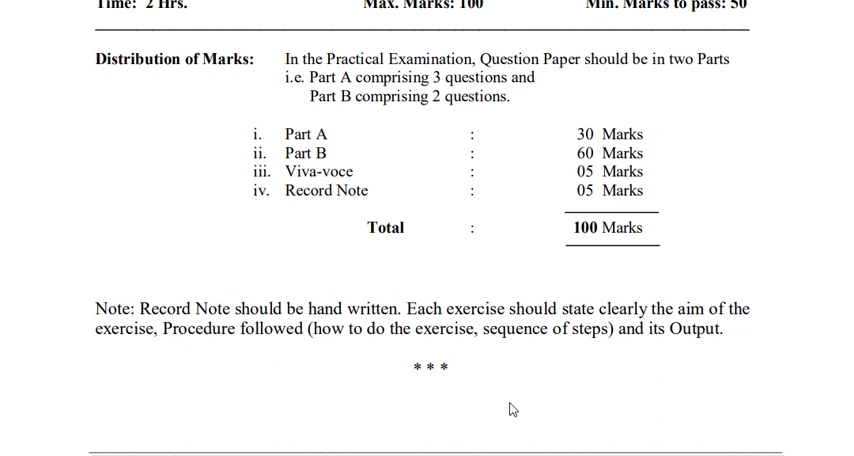 Time: 2 Hrs. Max. Marks: 100 Min. Marks to pass: 50
Distribution of Marks: In the Practical Examination, Question Paper should be in two Parts
i.e. Part A comprising 3 questions and
Part B comprising 2 questions.
i. Part A : 30 Marks
ii. Part B : 60 Marks
iii. Viva-voce : 05 Marks
iv. Record Note : 05 Marks
Total : 100 Marks
Note: Record Note should be hand written. Each exercise should state clearly the aim of the
exercise, Procedure followed (how to do the exercise, sequence of steps) and its Output.
* * *